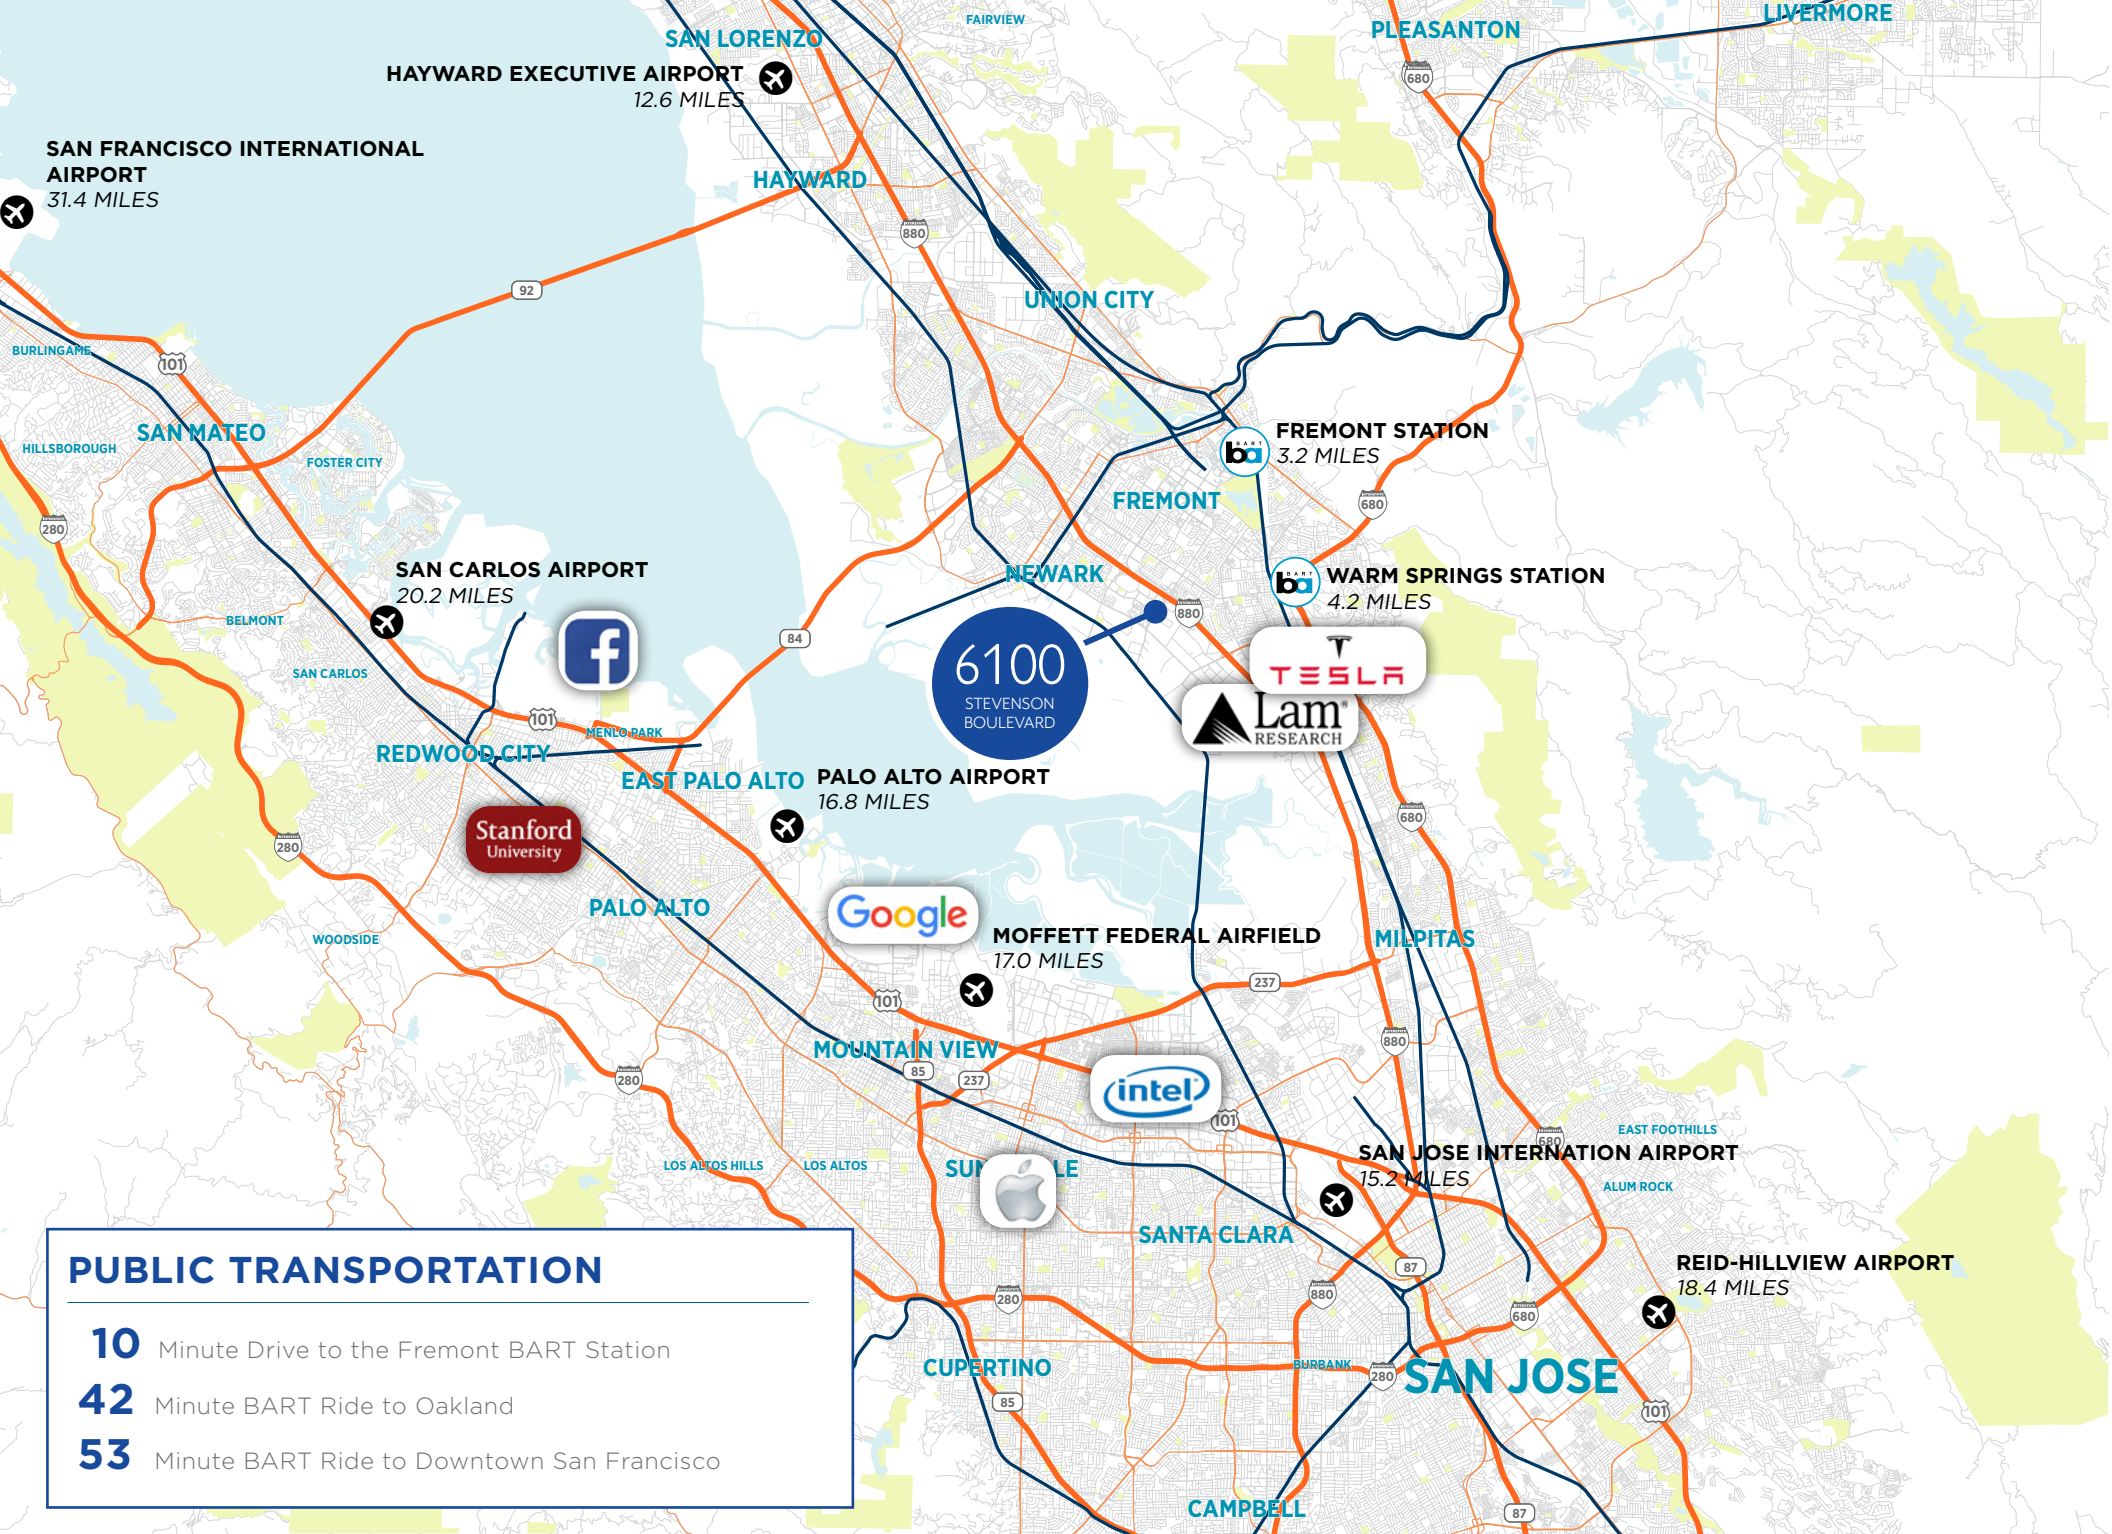 FAIRVIEW
LIVERMORE
PLEASANTON
SAN LORENZO
HAYWARD EXECUTIVE AIRPORT
12.6 MILES
680
SAN FRANCISCO INTERNATIONAL
AIRPORT
31.4 MILES
HAYWARD
880
92
UNION CITY
BURLINGAME
101
SAN MATEO
HILLSBOROUGH
FOSTER CITY
BART
ba
FREMONT STATION
3.2 MILES
FREMONT
680
280
SAN CARLOS AIRPORT
20.2 MILES
NEWARK
BART
ba
WARM SPRINGS STATION
4.2 MILES
880
BELMONT
84
f
6100
STEVENSON
BOULEVARD
TESLA
SAN CARLOS
Lam
RESEARCH
101
MENLO PARK
REDWOOD CITY
EAST PALO ALTO
PALO ALTO AIRPORT
16.8 MILES
680
Stanford
University
280
PALO ALTO
Google
MOFFETT FEDERAL AIRFIELD
17.0 MILES
MILPITAS
WOODSIDE
237
101
880
MOUNTAIN VIEW
85
237
280
intel
101
EAST FOOTHILLS
680
SAN JOSE INTERNATION AIRPORT
15.2 MILES
LOS ALTOS HILLS
LOS ALTOS
ALUM ROCK
SANTA CLARA
87
REID-HILLVIEW AIRPORT
18.4 MILES
880
280
680
CUPERTINO
BURBANK
280
SAN JOSE
85
101
CAMPBELL
87
PUBLIC TRANSPORTATION
10 Minute Drive to the Fremont BART Station
42 Minute BART Ride to Oakland
53 Minute BART Ride to Downtown San Francisco